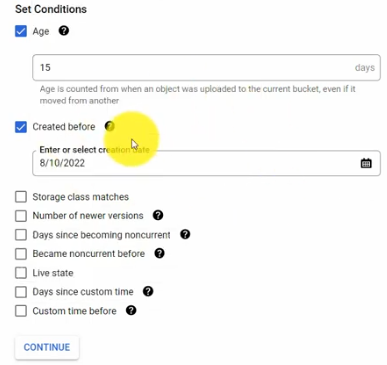 Set Conditions
Age
15 days
Age is counted from when an object was uploaded to the current bucket, even if it
moved from another
Created before
Enter or select creation date
8/10/2022
Storage class matches
Number of newer versions
Days since becoming noncurrent
Became noncurrent before
Live state
Days since custom time
Custom time before
CONTINUE